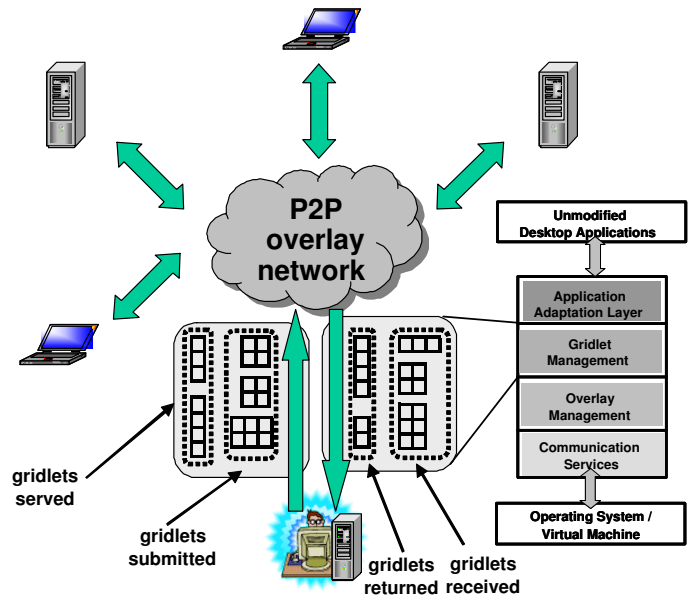 P2P
overlay
network
Unmodified
Desktop Applications
Application
Adaptation Layer
Gridlet
Management
Overlay
Management
Communication
Services
Operating System /
Virtual Machine
gridlets
served
gridlets
submitted
gridlets
returned
gridlets
received